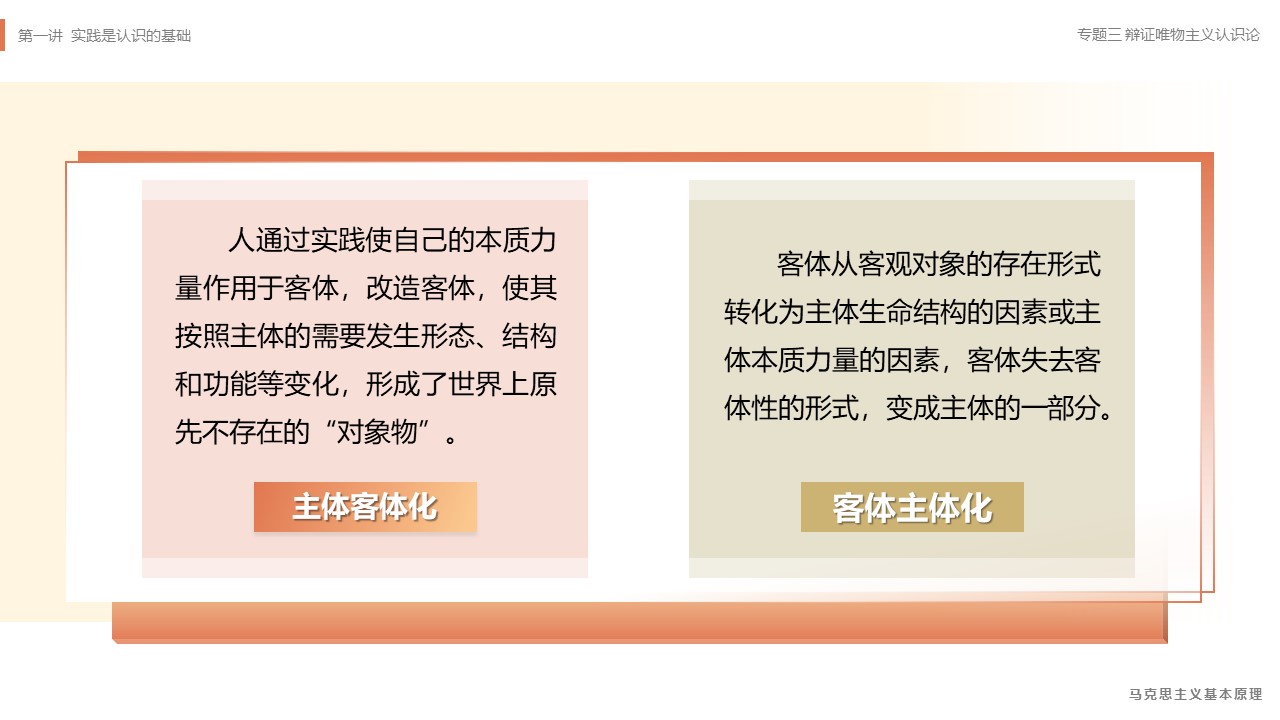 第一讲 实践是认识的基础
专题三 辩证唯物主义认识论
人通过实践使自己的本质力
量作用于客体，改造客体，使其
按照主体的需要发生形态、结构
和功能等变化，形成了世界上原
先不存在的“对象物”。
主体客体化
客体从客观对象的存在形式
转化为主体生命结构的因素或主
体本质力量的因素，客体失去客
体性的形式，变成主体的一部分。
客体主体化
马克思主义基本原理